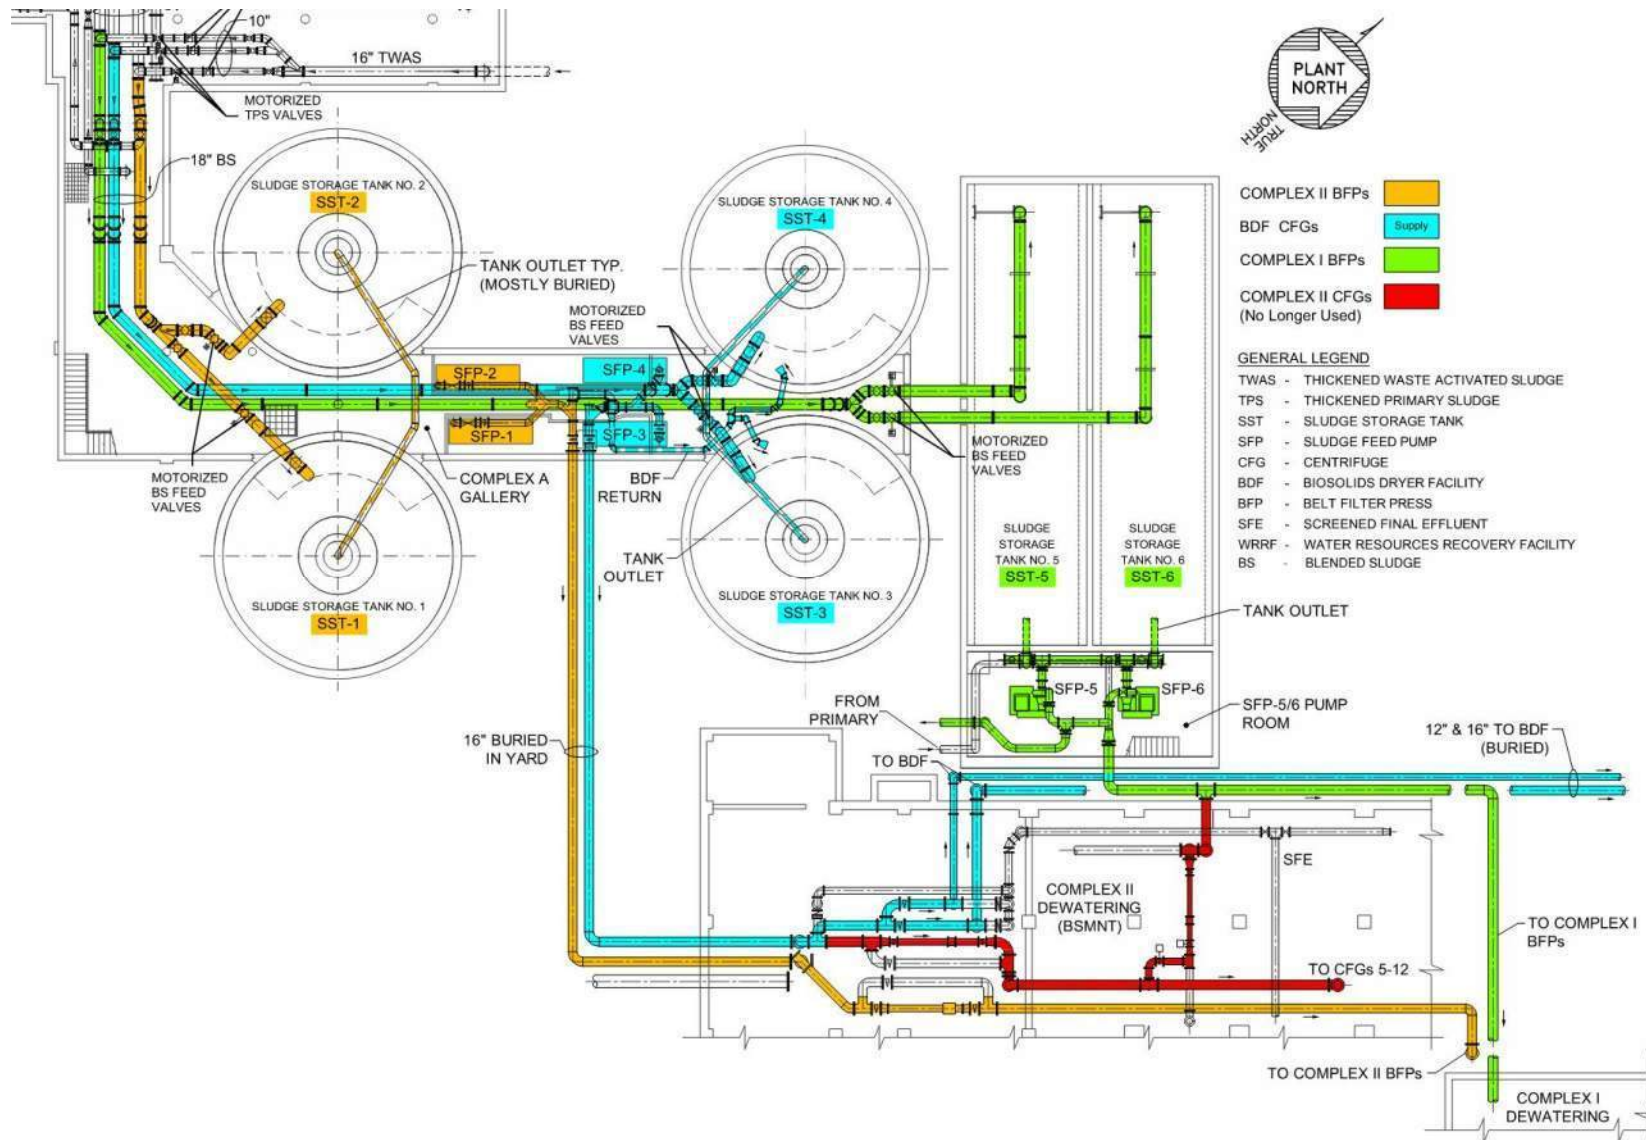 10"
16" TWAS
MOTORIZED
TPS VALVES
18" BS
SLUDGE STORAGE TANK NO. 2
SST-2
TANK OUTLET TYP.
(MOSTLY BURIED)
SLUDGE STORAGE TANK NO. 4
SST-4
MOTORIZED
BS FEED
VALVES
SFP-2
SFP-4
SFP-1
SFP-3
MOTORIZED
BS FEED
VALVES
COMPLEX A
GALLERY
BDF
RETURN
MOTORIZED
BS FEED
VALVES
TANK
OUTLET
SLUDGE STORAGE TANK NO. 1
SST-1
SLUDGE STORAGE TANK NO. 3
SST-3
SLUDGE
STORAGE
TANK NO. 5
SST-5
SLUDGE
STORAGE
TANK NO. 6
SST-6
PLANT
NORTH
TRUE
NORTH
COMPLEX II BFPs
BDF CFGs
Supply
COMPLEX I BFPs
COMPLEX II CFGs
(No Longer Used)
GENERAL LEGEND
TWAS - THICKENED WASTE ACTIVATED SLUDGE
TPS - THICKENED PRIMARY SLUDGE
SST - SLUDGE STORAGE TANK
SFP - SLUDGE FEED PUMP
CFG - CENTRIFUGE
BDF - BIOSOLIDS DRYER FACILITY
BFP - BELT FILTER PRESS
SFE - SCREENED FINAL EFFLUENT
WRRF - WATER RESOURCES RECOVERY FACILITY
BS - BLENDED SLUDGE
TANK OUTLET
SFP-5
SFP-6
SFP-5/6 PUMP
ROOM
FROM
PRIMARY
16" BURIED
IN YARD
TO BDF
12" & 16" TO BDF
(BURIED)
SFE
COMPLEX II
DEWATERING
(BSMNT)
TO COMPLEX I
BFPs
TO CFGs 5-12
TO COMPLEX II BFPs
COMPLEX I
DEWATERING